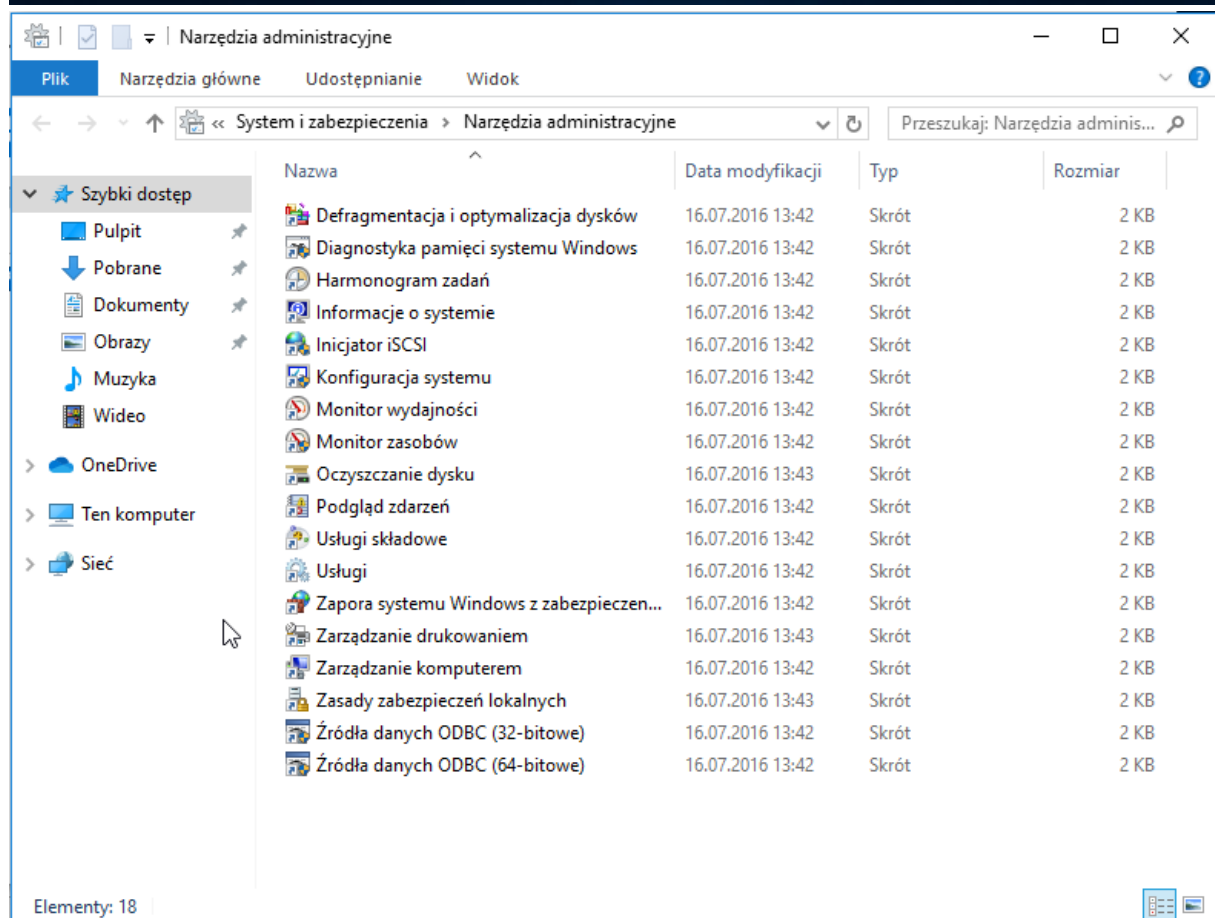 Narzędzia administracyjne
Plik Narzędzia główne Udostępnianie Widok
« System i zabezpieczenia > Narzędzia administracyjne Przeszukaj: Narzędzia adminis...
Szybki dostęp
Pulpit
Pobrane
Dokumenty
Obrazy
Muzyka
Wideo
OneDrive
Ten komputer
Sieć
Nazwa Data modyfikacji Typ Rozmiar
Defragmentacja i optymalizacja dysków 16.07.2016 13:42 Skrót 2 KB
Diagnostyka pamięci systemu Windows 16.07.2016 13:42 Skrót 2 KB
Harmonogram zadań 16.07.2016 13:42 Skrót 2 KB
Informacje o systemie 16.07.2016 13:42 Skrót 2 KB
Inicjator iSCSI 16.07.2016 13:42 Skrót 2 KB
Konfiguracja systemu 16.07.2016 13:42 Skrót 2 KB
Monitor wydajności 16.07.2016 13:42 Skrót 2 KB
Monitor zasobów 16.07.2016 13:42 Skrót 2 KB
Oczyszczanie dysku 16.07.2016 13:43 Skrót 2 KB
Podgląd zdarzeń 16.07.2016 13:42 Skrót 2 KB
Usługi składowe 16.07.2016 13:42 Skrót 2 KB
Usługi 16.07.2016 13:42 Skrót 2 KB
Zapora systemu Windows z zabezpieczen... 16.07.2016 13:42 Skrót 2 KB
Zarządzanie drukowaniem 16.07.2016 13:43 Skrót 2 KB
Zarządzanie komputerem 16.07.2016 13:42 Skrót 2 KB
Zasady zabezpieczeń lokalnych 16.07.2016 13:43 Skrót 2 KB
Źródła danych ODBC (32-bitowe) 16.07.2016 13:42 Skrót 2 KB
Źródła danych ODBC (64-bitowe) 16.07.2016 13:42 Skrót 2 KB
Elementy: 18